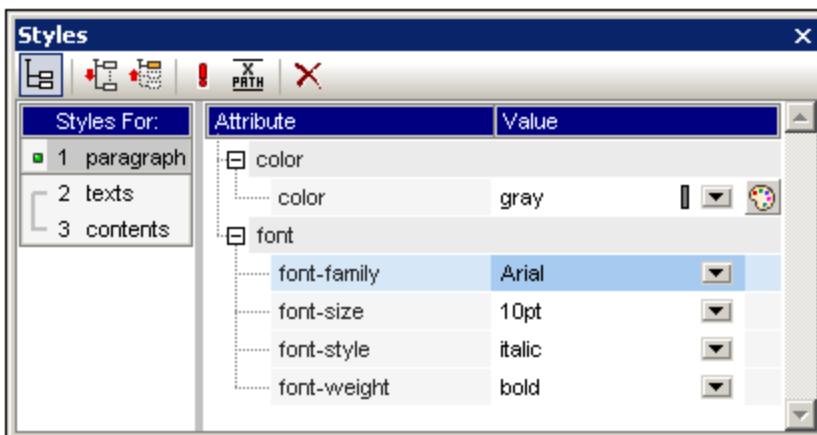 Styles
X
PATH
Styles For:
Attribute Value
1 paragraph
color
2 texts
color gray
3 contents
font
font-family Arial
font-size 10pt
font-style italic
font-weight bold